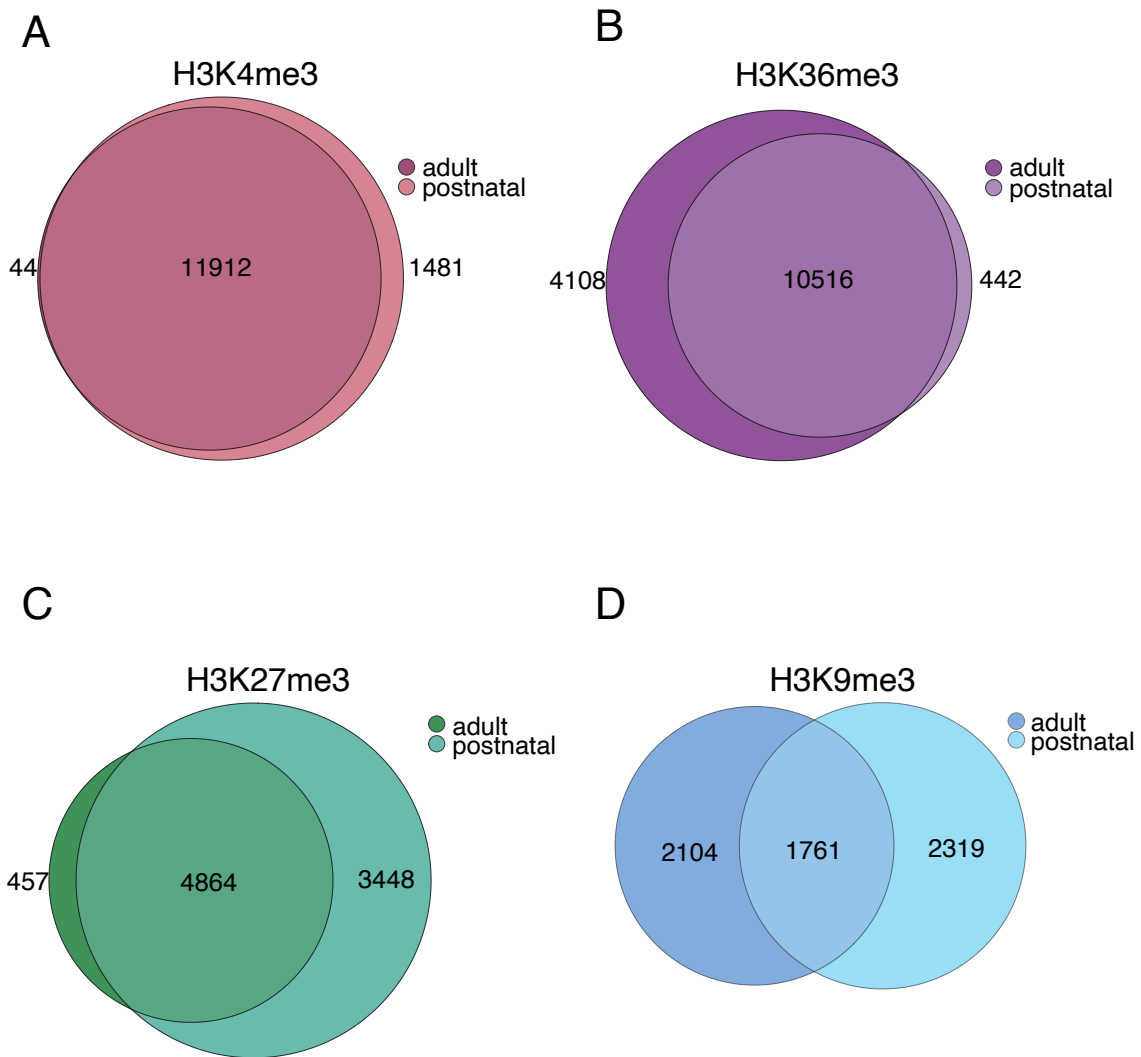 A
H3K4me3
adult
postnatal
44
11912
1481
B
H3K36me3
adult
postnatal
4108
10516
442
C
H3K27me3
adult
postnatal
457
4864
3448
D
H3K9me3
adult
postnatal
2104
1761
2319